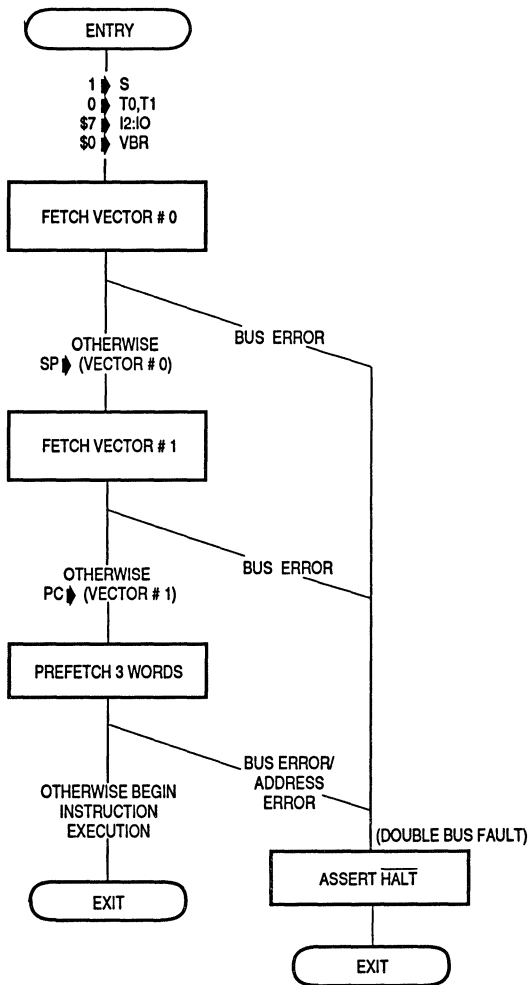 ENTRY
1 S
0 T0,T1
$7 I2:IO
$0 VBR
FETCH VECTOR # 0
BUS ERROR
OTHERWISE
SP (VECTOR # 0)
FETCH VECTOR # 1
BUS ERROR
OTHERWISE
PC (VECTOR # 1)
PREFETCH 3 WORDS
BUS ERROR/
ADDRESS
ERROR
OTHERWISE BEGIN
INSTRUCTION
EXECUTION
(DOUBLE BUS FAULT)
ASSERT HALT
EXIT
EXIT